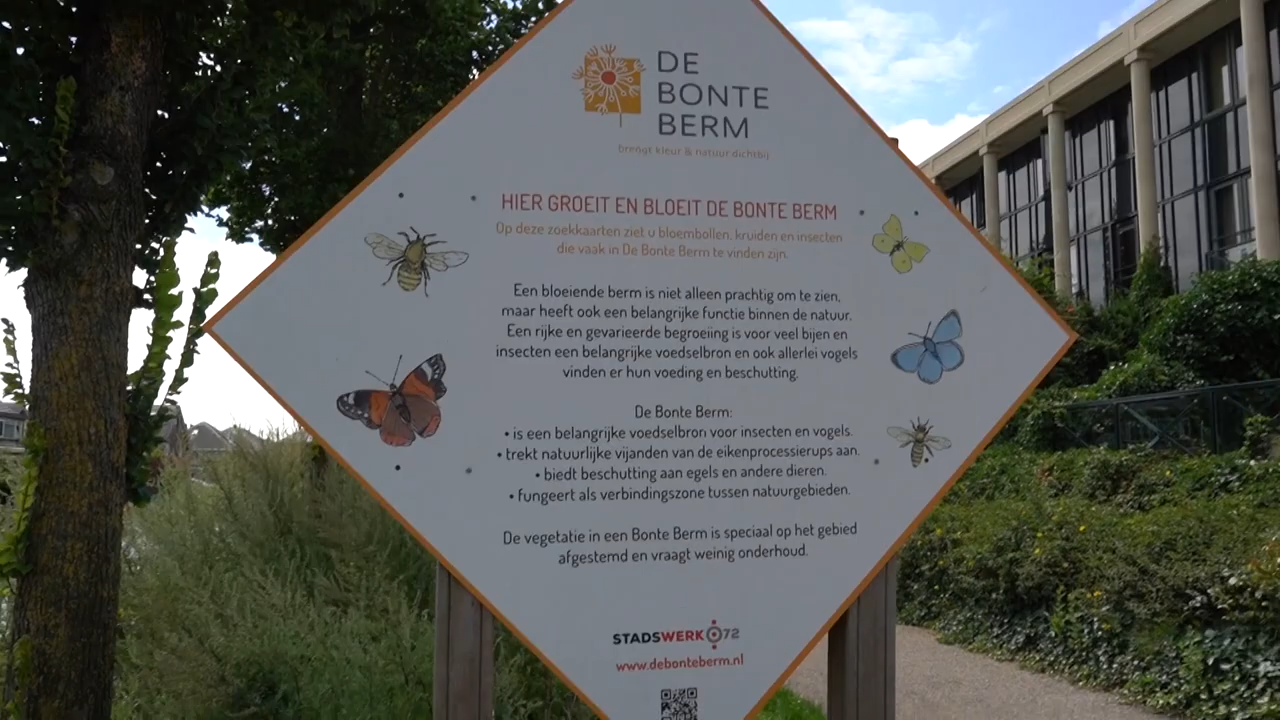 DE
BONTE
BERM
brengt kleur & natuur dichtbij
HIER GROEIT EN BLOEIT DE BONTE BERM
Op deze zoekkaarten ziet u bloembollen, kruiden en insecten
die vaak in De Bonte Berm te vinden zijn.
Een bloeiende berm is niet alleen prachtig om te zien,
maar heeft ook een belangrijke functie binnen de natuur.
Een rijke en gevarieerde begroeiing is voor veel bijen en
insecten een belangrijke voedselbron en ook allerlei vogels
vinden er hun voeding en beschutting.
De Bonte Berm:
• is een belangrijke voedselbron voor insecten en vogels.
• trekt natuurlijke vijanden van de eikenprocessierups aan.
• biedt beschutting aan egels en andere dieren.
• fungeert als verbindingszone tussen natuurgebieden.
De vegetatie in een Bonte Berm is speciaal op het gebied
afgestemd en vraagt weinig onderhoud.
STADSWERK072
www.debonteberm.nl